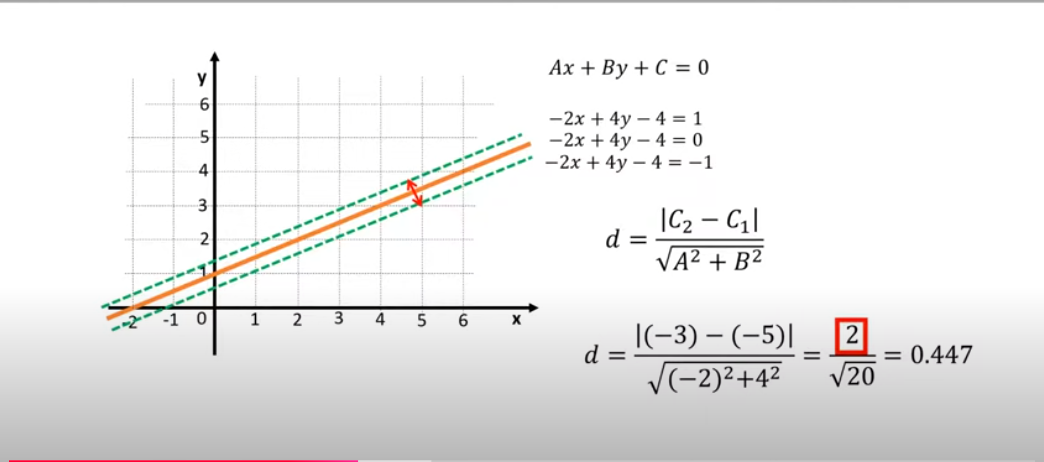 y
6
5
4
3
2
1
-2 -1 0 1 2 3 4 5 6 x
Ax + By + C = 0
−2x + 4y − 4 = 1
−2x + 4y − 4 = 0
−2x + 4y − 4 = −1
d = |C₂ − C₁| / √A² + B²
d = |(−3) − (−5)| / √(−2)²+4² = 2 / √20 = 0.447